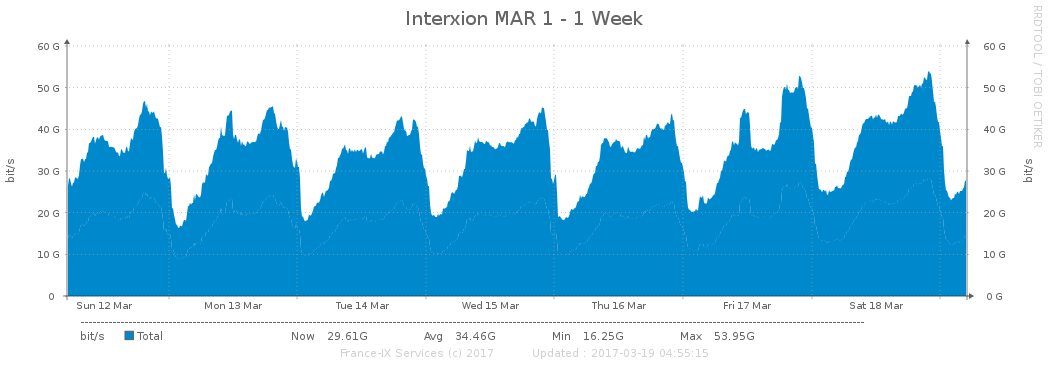 Interxion MAR 1 - 1 Week
RRDTOOL / TOBI OETIKER
60 G 60 G
50 G 50 G
40 G 40 G
30 G 30 G
20 G 20 G
10 G 10 G
0 0 G
bit/s
bit/s
Sun 12 Mar Mon 13 Mar Tue 14 Mar Wed 15 Mar Thu 16 Mar Fri 17 Mar Sat 18 Mar
bit/s Total Now 29.61G Avg 34.46G Min 16.25G Max 53.95G
France-IX Services (c) 2017 Updated : 2017-03-19 04:55:15